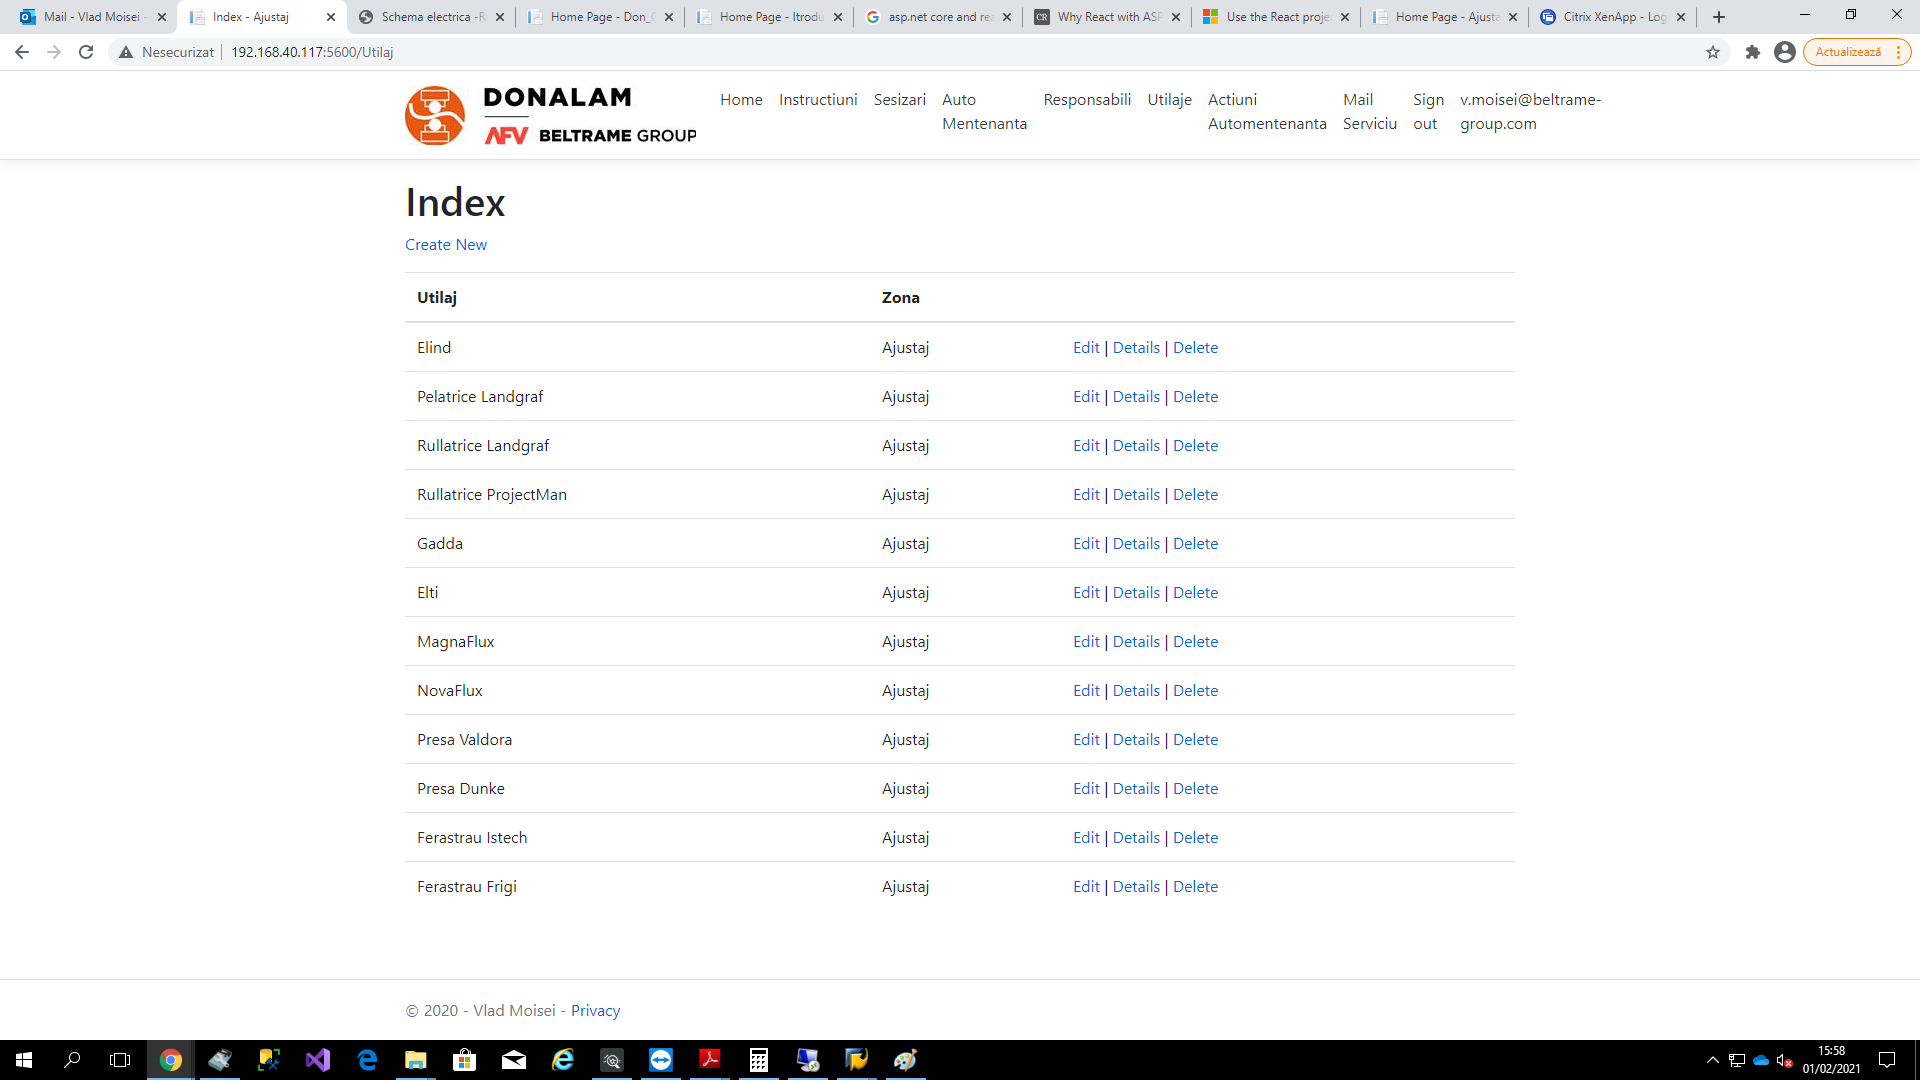 Mail - Vlad Moisei -
Index - Ajustaj
Schema electrica -R
Home Page - Don_
Home Page - Itrodu
asp.net core and rea
CR
Why React with ASP
Use the React proje
Home Page - Ajusta
Citrix XenApp - Log
Nesecurizat
192.168.40.117:5600/Utilaj
Actualizează
DONALAM
AFV BELTRAME GROUP
Home
Instructiuni
Sesizari
Auto
Mentenanta
Responsabili
Utilaje
Actiuni
Automentenanta
Mail
Serviciu
Sign
out
v.moisei@beltrame-
group.com
Index
Create New
Utilaj Zona
Elind Ajustaj Edit | Details | Delete
Pelatrice Landgraf Ajustaj Edit | Details | Delete
Rullatrice Landgraf Ajustaj Edit | Details | Delete
Rullatrice ProjectMan Ajustaj Edit | Details | Delete
Gadda Ajustaj Edit | Details | Delete
Elti Ajustaj Edit | Details | Delete
MagnaFlux Ajustaj Edit | Details | Delete
NovaFlux Ajustaj Edit | Details | Delete
Presa Valdora Ajustaj Edit | Details | Delete
Presa Dunke Ajustaj Edit | Details | Delete
Ferastrau Istech Ajustaj Edit | Details | Delete
Ferastrau Frigi Ajustaj Edit | Details | Delete
© 2020 - Vlad Moisei - Privacy
15:58
01/02/2021